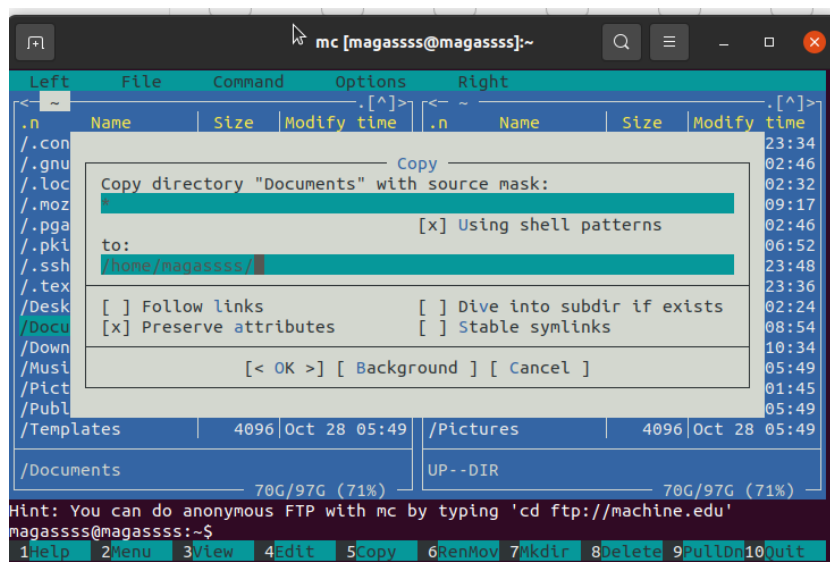 mc [magassss@magassss]:~
Left File Command Options Right
<— ~ .[^]> <— ~ .[^]>
.n Name Size Modify time .n Name Size Modify time
/.con 23:34
/.gnu Copy 02:46
/.loc Copy directory "Documents" with source mask: 02:32
/.moz * 09:17
/.pga [x] Using shell patterns 02:46
/.pki to: 06:52
/.ssh /home/magassss/ 23:48
/.tex 23:36
/Desk [ ] Follow links [ ] Dive into subdir if exists 02:24
/Docu [x] Preserve attributes [ ] Stable symlinks 08:54
/Down 10:34
/Musi [< OK >] [ Background ] [ Cancel ] 05:49
/Pict 01:45
/Publ 05:49
/Templates 4096 Oct 28 05:49 /Pictures 4096 Oct 28 05:49
/Documents UP--DIR
70G/97G (71%) 70G/97G (71%)
Hint: You can do anonymous FTP with mc by typing 'cd ftp://machine.edu'
magassss@magassss:~$
1Help 2Menu 3View 4Edit 5Copy 6RenMov 7Mkdir 8Delete 9PullDn 10Quit